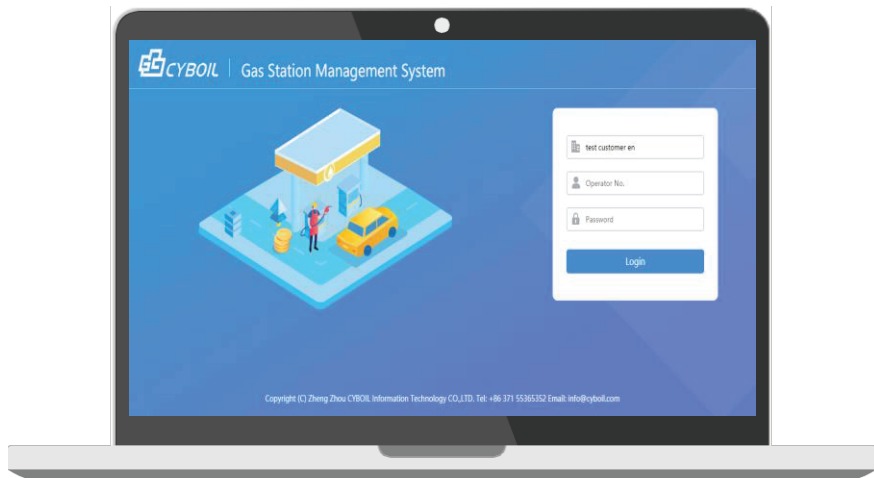 CYBOIL
Gas Station Management System
test customer en
Operator No.
Password
Login
Copyright (C) Zheng Zhou CYBOIL Information Technology CO.,LTD. Tel: +86 371 55365352 Email: info@cyboil.com